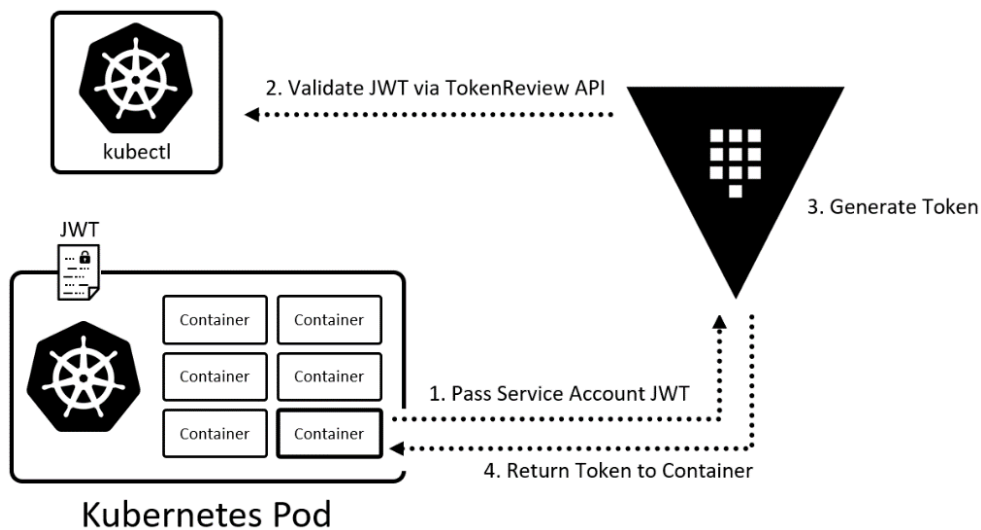 2. Validate JWT via TokenReview API
kubectl
3. Generate Token
JWT
Container Container
Container Container
1. Pass Service Account JWT
Container Container
4. Return Token to Container
Kubernetes Pod